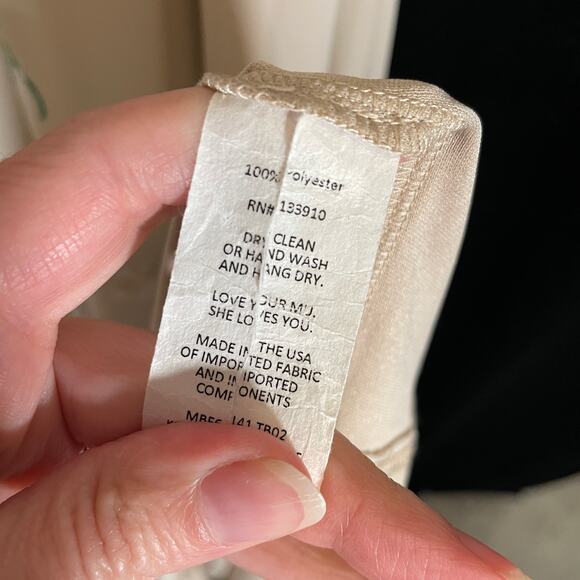 100% Polyester
RN# 133910
DRY CLEAN
OR HAND WASH
AND HANG DRY.
LOVE YOUR MU.
SHE LOVES YOU.
MADE IN THE USA
OF IMPORTED FABRIC
AND IMPORTED
COMPONENTS
TB02